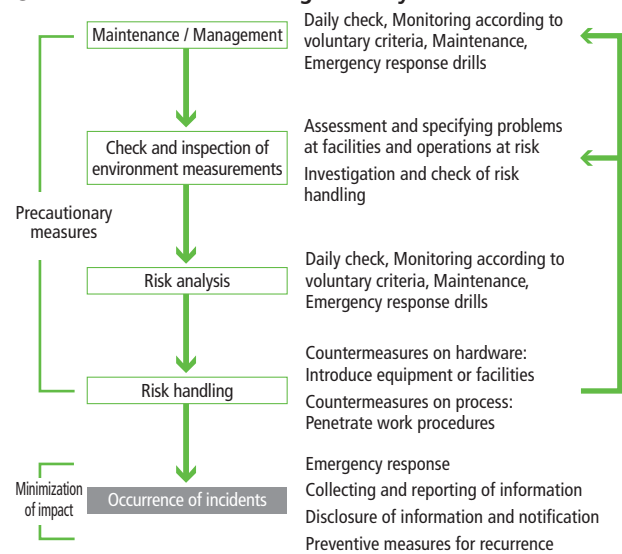 Maintenance / Management
Daily check, Monitoring according to
voluntary criteria, Maintenance,
Emergency response drills
Check and inspection of
environment measurements
Assessment and specifying problems
at facilities and operations at risk
Investigation and check of risk
handling
Precautionary
measures
Risk analysis
Daily check, Monitoring according to
voluntary criteria, Maintenance,
Emergency response drills
Risk handling
Countermeasures on hardware:
Introduce equipment or facilities
Countermeasures on process:
Penetrate work procedures
Minimization
of impact
Occurrence of incidents
Emergency response
Collecting and reporting of information
Disclosure of information and notification
Preventive measures for recurrence